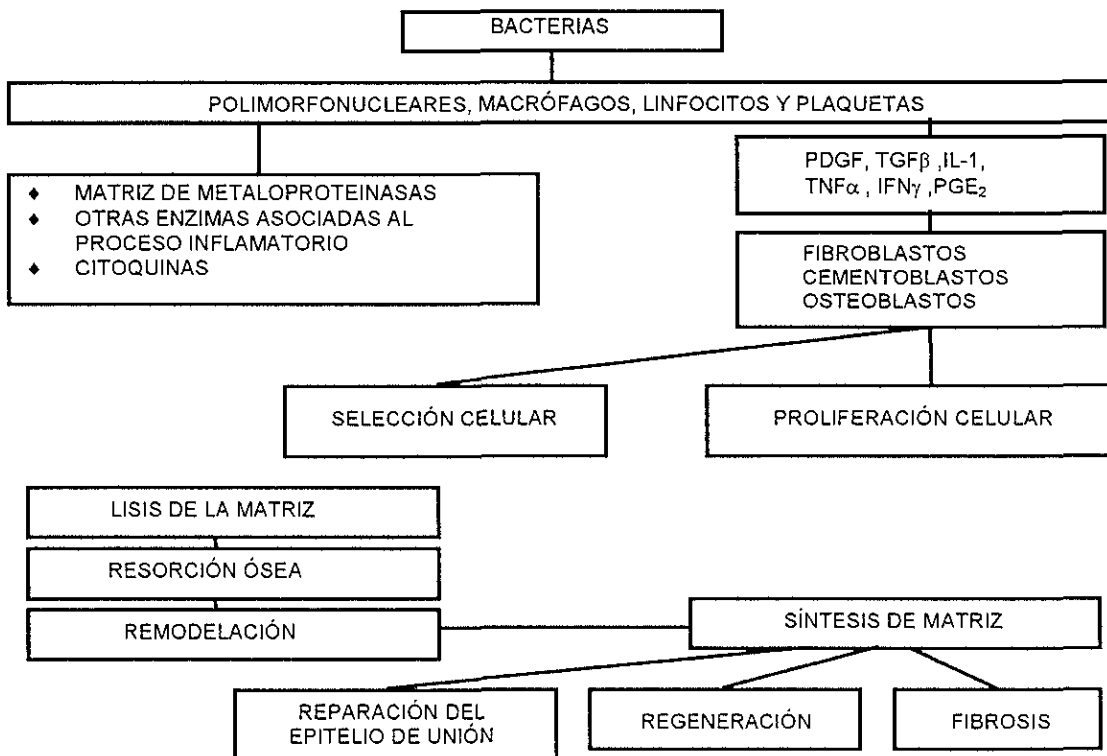 BACTERIAS
POLIMORFONUCLEARES, MACRÓFAGOS, LINFOCITOS Y PLAQUETAS
♦ MATRIZ DE METALOPROTEINASAS
♦ OTRAS ENZIMAS ASOCIADAS AL
PROCESO INFLAMATORIO
♦ CITOQUINAS
PDGF, TGFβ ,IL-1,
TNFα , IFNγ ,PGE₂
FIBROBLASTOS
CEMENTOBLASTOS
OSTEOBLASTOS
SELECCIÓN CELULAR
PROLIFERACIÓN CELULAR
LISIS DE LA MATRIZ
RESORCIÓN ÓSEA
REMODELACIÓN
SÍNTESIS DE MATRIZ
REPARACIÓN DEL
EPITELIO DE UNIÓN
REGENERACIÓN
FIBROSIS